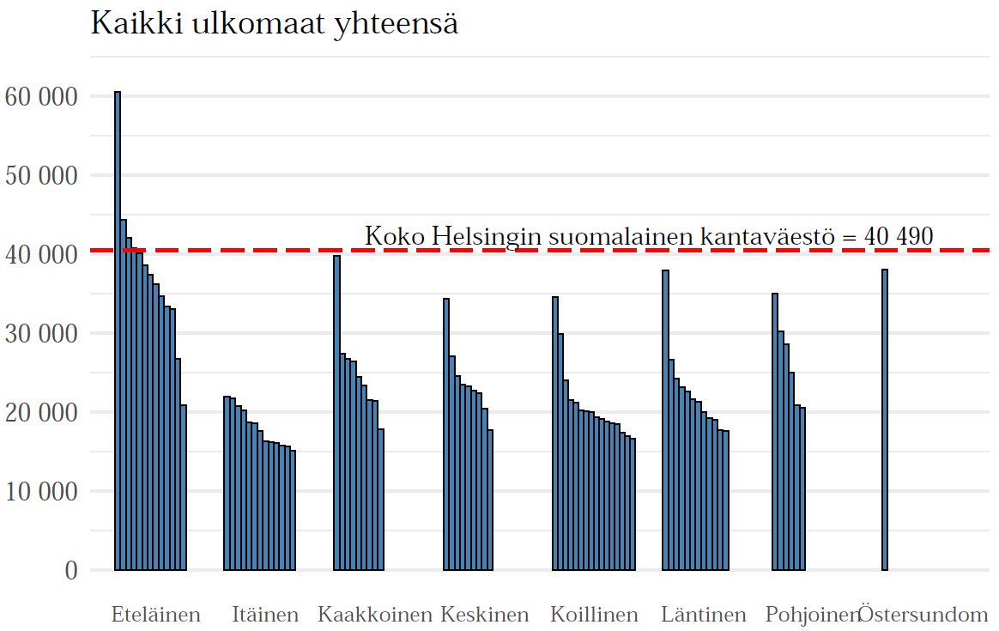 Kaikki ulkomaat yhteensä
60 000
50 000
Koko Helsingin suomalainen kantaväestö = 40 490
40 000
30 000
20 000
10 000
0
Eteläinen Itäinen Kaakkoinen Keskinen Koillinen Läntinen Pohjoinen Östersundom